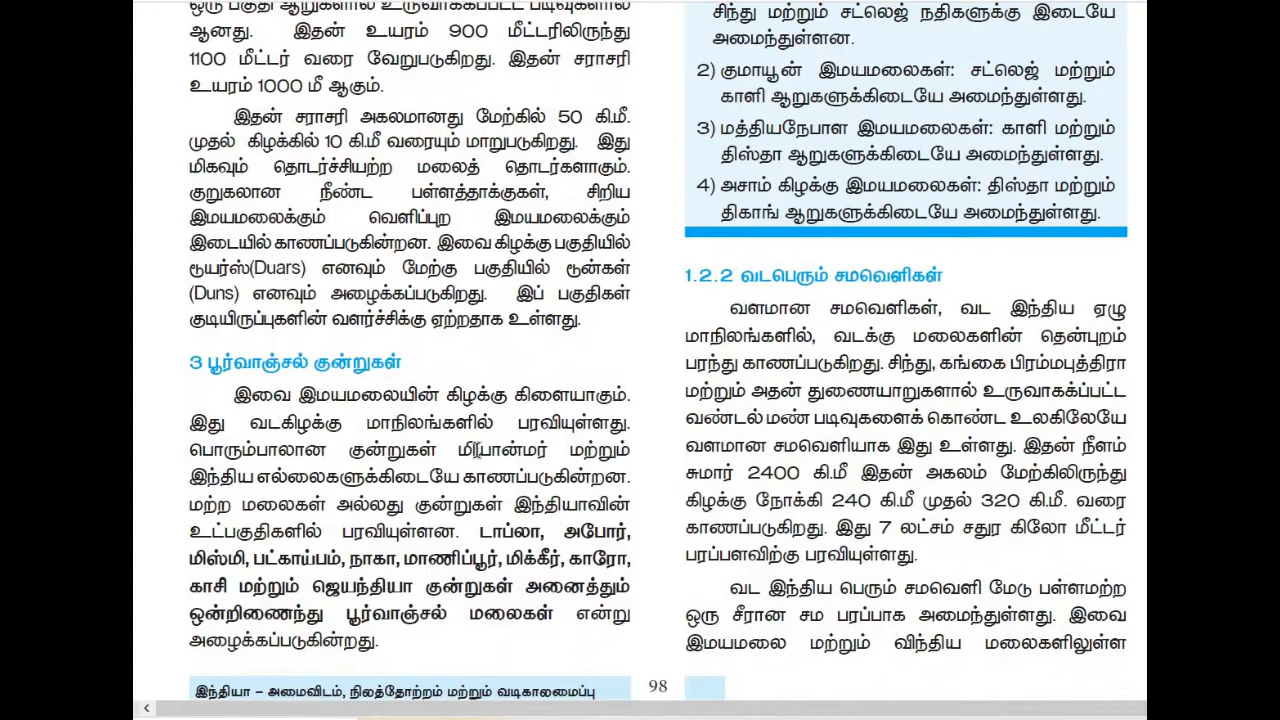 ஒரு பகுதி ஆறுகளால் உருவாக்கப்பட்ட படிவுகளால்
ஆனது. இதன் உயரம் 900 மீட்டரிலிருந்து
1100 மீட்டர் வரை வேறுபடுகிறது. இதன் சராசரி
உயரம் 1000 மீ ஆகும்.
இதன் சராசரி அகலமானது மேற்கில் 50 கி.மீ.
முதல் கிழக்கில் 10 கி.மீ வரையும் மாறுபடுகிறது. இது
மிகவும் தொடர்ச்சியற்ற மலைத் தொடர்களாகும்.
குறுகலான நீண்ட பள்ளத்தாக்குகள், சிறிய
இமயமலைக்கும் வெளிப்புற இமயமலைக்கும்
இடையில் காணப்படுகின்றன. இவை கிழக்கு பகுதியில்
டூயர்ஸ்(Duars) எனவும் மேற்கு பகுதியில் டூன்கள்
(Duns) எனவும் அழைக்கப்படுகிறது. இப் பகுதிகள்
குடியிருப்புகளின் வளர்ச்சிக்கு ஏற்றதாக உள்ளது.
3 பூர்வாஞ்சல் குன்றுகள்
இவை இமயமலையின் கிழக்கு கிளையாகும்.
இது வடகிழக்கு மாநிலங்களில் பரவியுள்ளது.
பொரும்பாலான குன்றுகள் மியான்மர் மற்றும்
இந்திய எல்லைகளுக்கிடையே காணப்படுகின்றன.
மற்ற மலைகள் அல்லது குன்றுகள் இந்தியாவின்
உட்பகுதிகளில் பரவியுள்ளன. டாப்லா, அபோர்,
மிஸ்மி, பட்காய்பம், நாகா, மாணிப்பூர், மிக்கீர், காரோ,
காசி மற்றும் ஜெயந்தியா குன்றுகள் அனைத்தும்
ஒன்றிணைந்து பூர்வாஞ்சல் மலைகள் என்று
அழைக்கப்படுகின்றது.
இந்தியா – அமைவிடம், நிலத்தோற்றம் மற்றும் வடிகாலமைப்பு
98
சிந்து மற்றும் சட்லெஜ் நதிகளுக்கு இடையே
அமைந்துள்ளன.
2) குமாயூன் இமயமலைகள்: சட்லெஜ் மற்றும்
காளி ஆறுகளுக்கிடையே அமைந்துள்ளது.
3) மத்தியநேபாள இமயமலைகள்: காளி மற்றும்
திஸ்தா ஆறுகளுக்கிடையே அமைந்துள்ளது.
4) அசாம் கிழக்கு இமயமலைகள்: திஸ்தா மற்றும்
திகாங் ஆறுகளுக்கிடையே அமைந்துள்ளது.
1.2.2 வடபெரும் சமவெளிகள்
வளமான சமவெளிகள், வட இந்திய ஏழு
மாநிலங்களில், வடக்கு மலைகளின் தென்புறம்
பரந்து காணப்படுகிறது. சிந்து, கங்கை பிரம்மபுத்திரா
மற்றும் அதன் துணையாறுகளால் உருவாகக்ப்பட்ட
வண்டல் மண் படிவுகளைக் கொண்ட உலகிலேயே
வளமான சமவெளியாக இது உள்ளது. இதன் நீளம்
சுமார் 2400 கி.மீ இதன் அகலம் மேற்கிலிருந்து
கிழக்கு நோக்கி 240 கி.மீ முதல் 320 கி.மீ. வரை
காணப்படுகிறது. இது 7 லட்சம் சதுர கிலோ மீட்டர்
பரப்பளவிற்கு பரவியுள்ளது.
வட இந்திய பெரும் சமவெளி மேடு பள்ளமற்ற
ஒரு சீரான சம பரப்பாக அமைந்துள்ளது. இவை
இமயமலை மற்றும் விந்திய மலைகளிலுள்ள